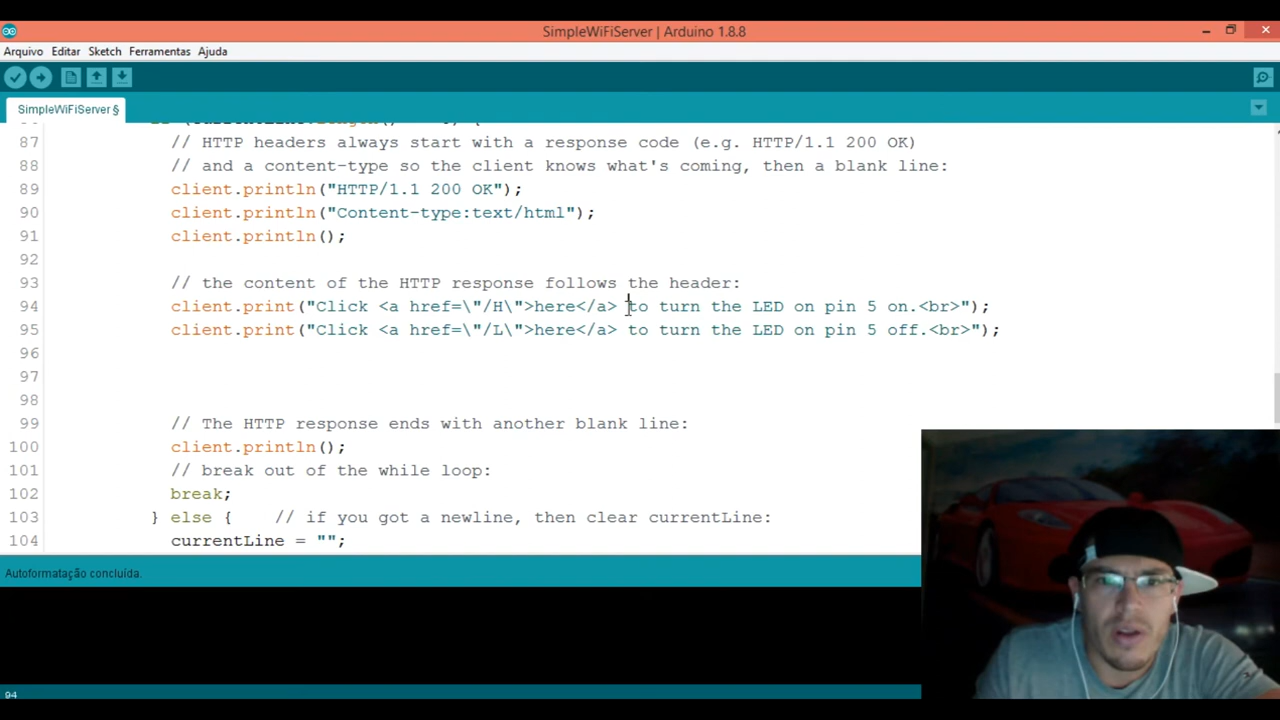 SimpleWiFiServer | Arduino 1.8.8
Arquivo Editar Sketch Ferramentas Ajuda
SimpleWiFiServer §
87 // HTTP headers always start with a response code (e.g. HTTP/1.1 200 OK)
88 // and a content-type so the client knows what's coming, then a blank line:
89 client.println("HTTP/1.1 200 OK");
90 client.println("Content-type:text/html");
91 client.println();
92
93 // the content of the HTTP response follows the header:
94 client.print("Click <a href=\"/H\">here</a> to turn the LED on pin 5 on.<br>");
95 client.print("Click <a href=\"/L\">here</a> to turn the LED on pin 5 off.<br>");
96
97
98
99 // The HTTP response ends with another blank line:
100 client.println();
101 // break out of the while loop:
102 break;
103 } else { // if you got a newline, then clear currentLine:
104 currentLine = "";
Autoformatação concluída.
94